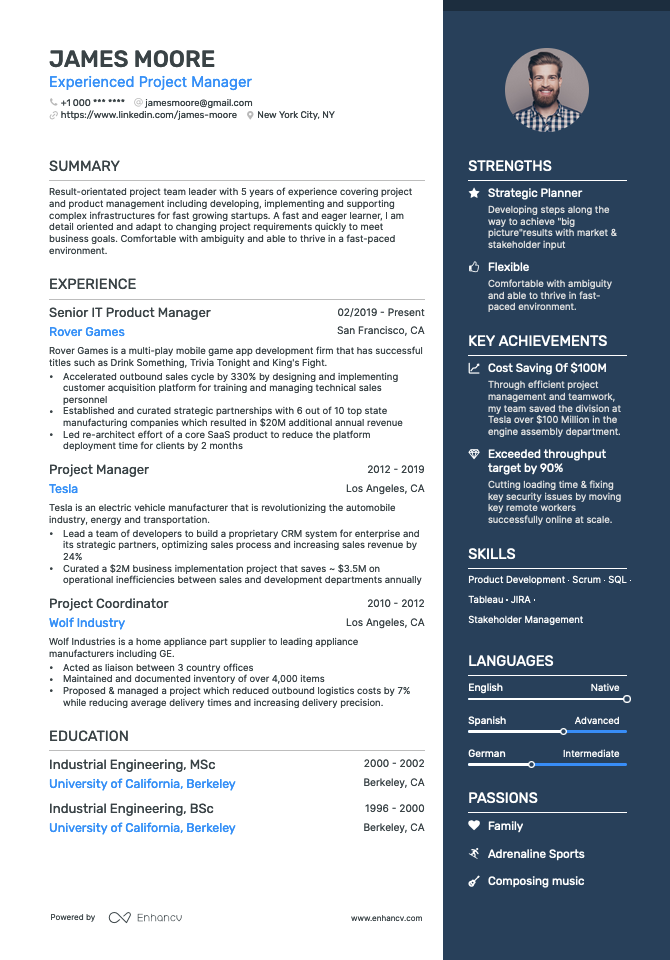 JAMES MOORE
Experienced Project Manager
+1 000 *** **** @ jamesmoore@gmail.com
https://www.linkedin.com/james-moore New York City, NY
SUMMARY
Result-orientated project team leader with 5 years of experience covering project
and product management including developing, implementing and supporting
complex infrastructures for fast growing startups. A fast and eager learner, I am
detail oriented and adapt to changing project requirements quickly to meet
business goals. Comfortable with ambiguity and able to thrive in a fast-paced
environment.
EXPERIENCE
Senior IT Product Manager 02/2019 - Present
Rover Games San Francisco, CA
Rover Games is a multi-play mobile game app development firm that has successful
titles such as Drink Something, Trivia Tonight and King's Fight.
• Accelerated outbound sales cycle by 330% by designing and implementing
customer acquisition platform for training and managing technical sales
personnel
• Established and curated strategic partnerships with 6 out of 10 top state
manufacturing companies which resulted in $20M additional annual revenue
• Led re-architect effort of a core SaaS product to reduce the platform
deployment time for clients by 2 months
Project Manager 2012 - 2019
Tesla Los Angeles, CA
Tesla is an electric vehicle manufacturer that is revolutionizing the automobile
industry, energy and transportation.
• Lead a team of developers to build a proprietary CRM system for enterprise and
its strategic partners, optimizing sales process and increasing sales revenue by
24%
• Curated a $2M business implementation project that saves ~ $3.5M on
operational inefficiencies between sales and development departments annually
Project Coordinator 2010 - 2012
Wolf Industry Los Angeles, CA
Wolf Industries is a home appliance part supplier to leading appliance
manufacturers including GE.
• Acted as liaison between 3 country offices
• Maintained and documented inventory of over 4,000 items
• Proposed & managed a project which reduced outbound logistics costs by 7%
while reducing average delivery times and increasing delivery precision.
EDUCATION
Industrial Engineering, MSc 2000 - 2002
University of California, Berkeley Berkeley, CA
Industrial Engineering, BSc 1996 - 2000
University of California, Berkeley Berkeley, CA
Powered by Enhancv www.enhancv.com
STRENGTHS
Strategic Planner
Developing steps along the
way to achieve "big
picture"results with market &
stakeholder input
Flexible
Comfortable with ambiguity
and able to thrive in fast-
paced environment.
KEY ACHIEVEMENTS
Cost Saving Of $100M
Through efficient project
management and teamwork,
my team saved the division at
Tesla over $100 Million in the
engine assembly department.
Exceeded throughput
target by 90%
Cutting loading time & fixing
key security issues by moving
key remote workers
successfully online at scale.
SKILLS
Product Development · Scrum · SQL ·
Tableau · JIRA ·
Stakeholder Management
LANGUAGES
English Native
Spanish Advanced
German Intermediate
PASSIONS
Family
Adrenaline Sports
Composing music